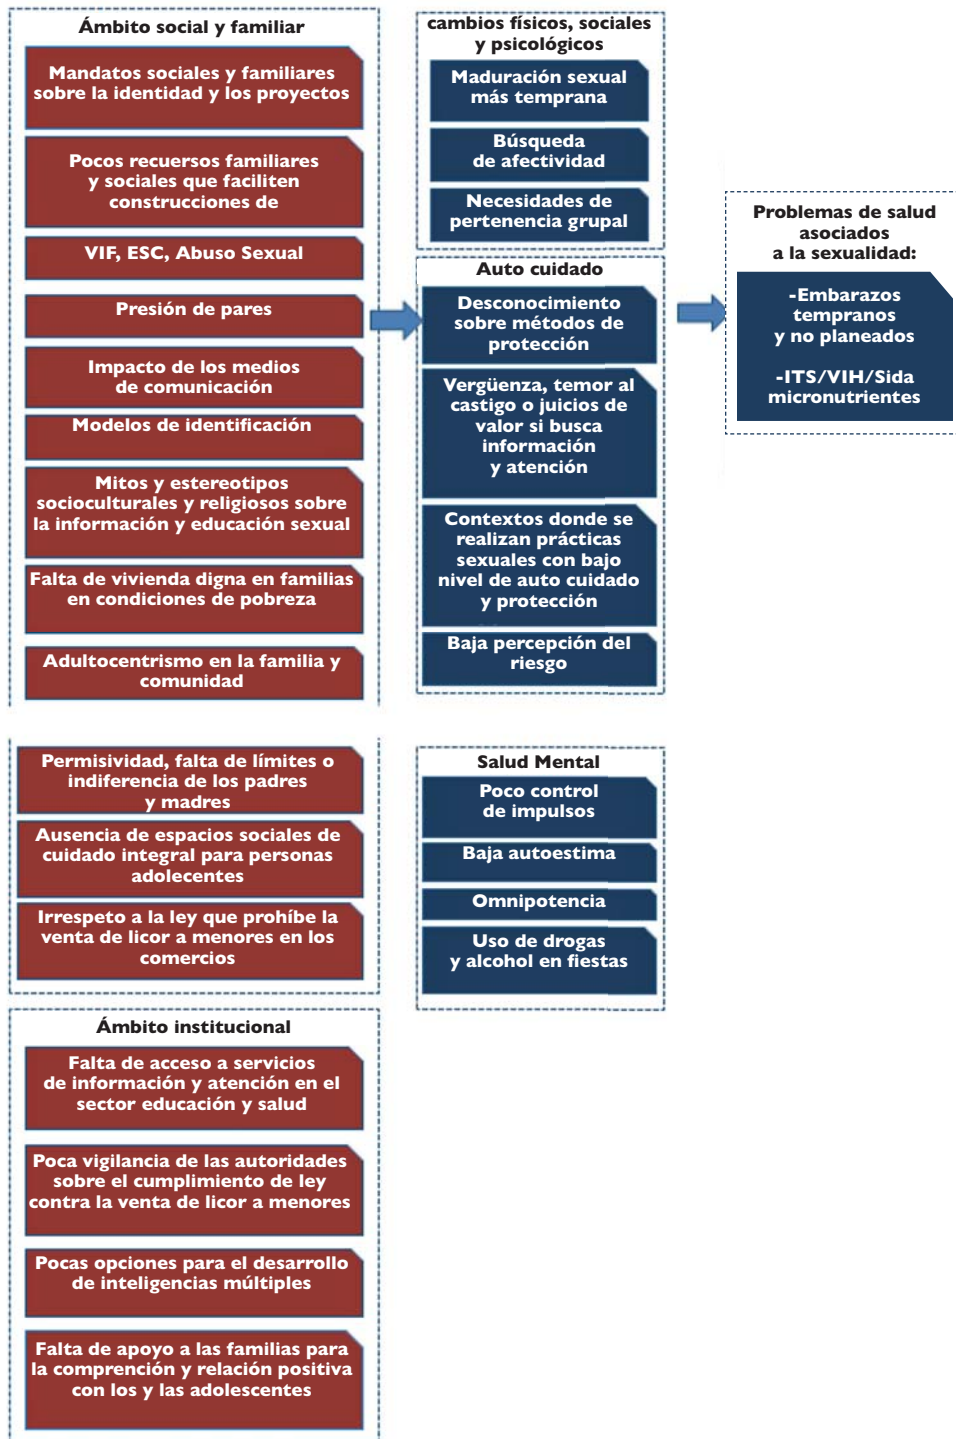 Ámbito social y familiar
Mandatos sociales y familiares
sobre la identidad y los proyectos
Pocos recuersos familiares
y sociales que faciliten
construcciones de
VIF, ESC, Abuso Sexual
Presión de pares
Impacto de los medios
de comunicación
Modelos de identificación
Mitos y estereotipos
socioculturales y religiosos sobre
la información y educación sexual
Falta de vivienda digna en familias
en condiciones de pobreza
Adultocentrismo en la familia y
comunidad
Permisividad, falta de límites o
indiferencia de los padres
y madres
Ausencia de espacios sociales de
cuidado integral para personas
adolecentes
Irrespeto a la ley que prohíbe la
venta de licor a menores en los
comercios
Ámbito institucional
Falta de acceso a servicios
de información y atención en el
sector educación y salud
Poca vigilancia de las autoridades
sobre el cumplimiento de ley
contra la venta de licor a menores
Pocas opciones para el desarrollo
de inteligencias múltiples
Falta de apoyo a las familias para
la comprención y relación positiva
con los y las adolescentes
cambios físicos, sociales
y psicológicos
Maduración sexual
más temprana
Búsqueda
de afectividad
Necesidades de
pertenencia grupal
Auto cuidado
Desconocimiento
sobre métodos de
protección
Vergüenza, temor al
castigo o juicios de
valor si busca
información
y atención
Contextos donde se
realizan prácticas
sexuales con bajo
nivel de auto cuidado
y protección
Baja percepción del
riesgo
Salud Mental
Poco control
de impulsos
Baja autoestima
Omnipotencia
Uso de drogas
y alcohol en fiestas
Problemas de salud
asociados
a la sexualidad:
-Embarazos
tempranos
y no planeados
-ITS/VIH/Sida
micronutrientes